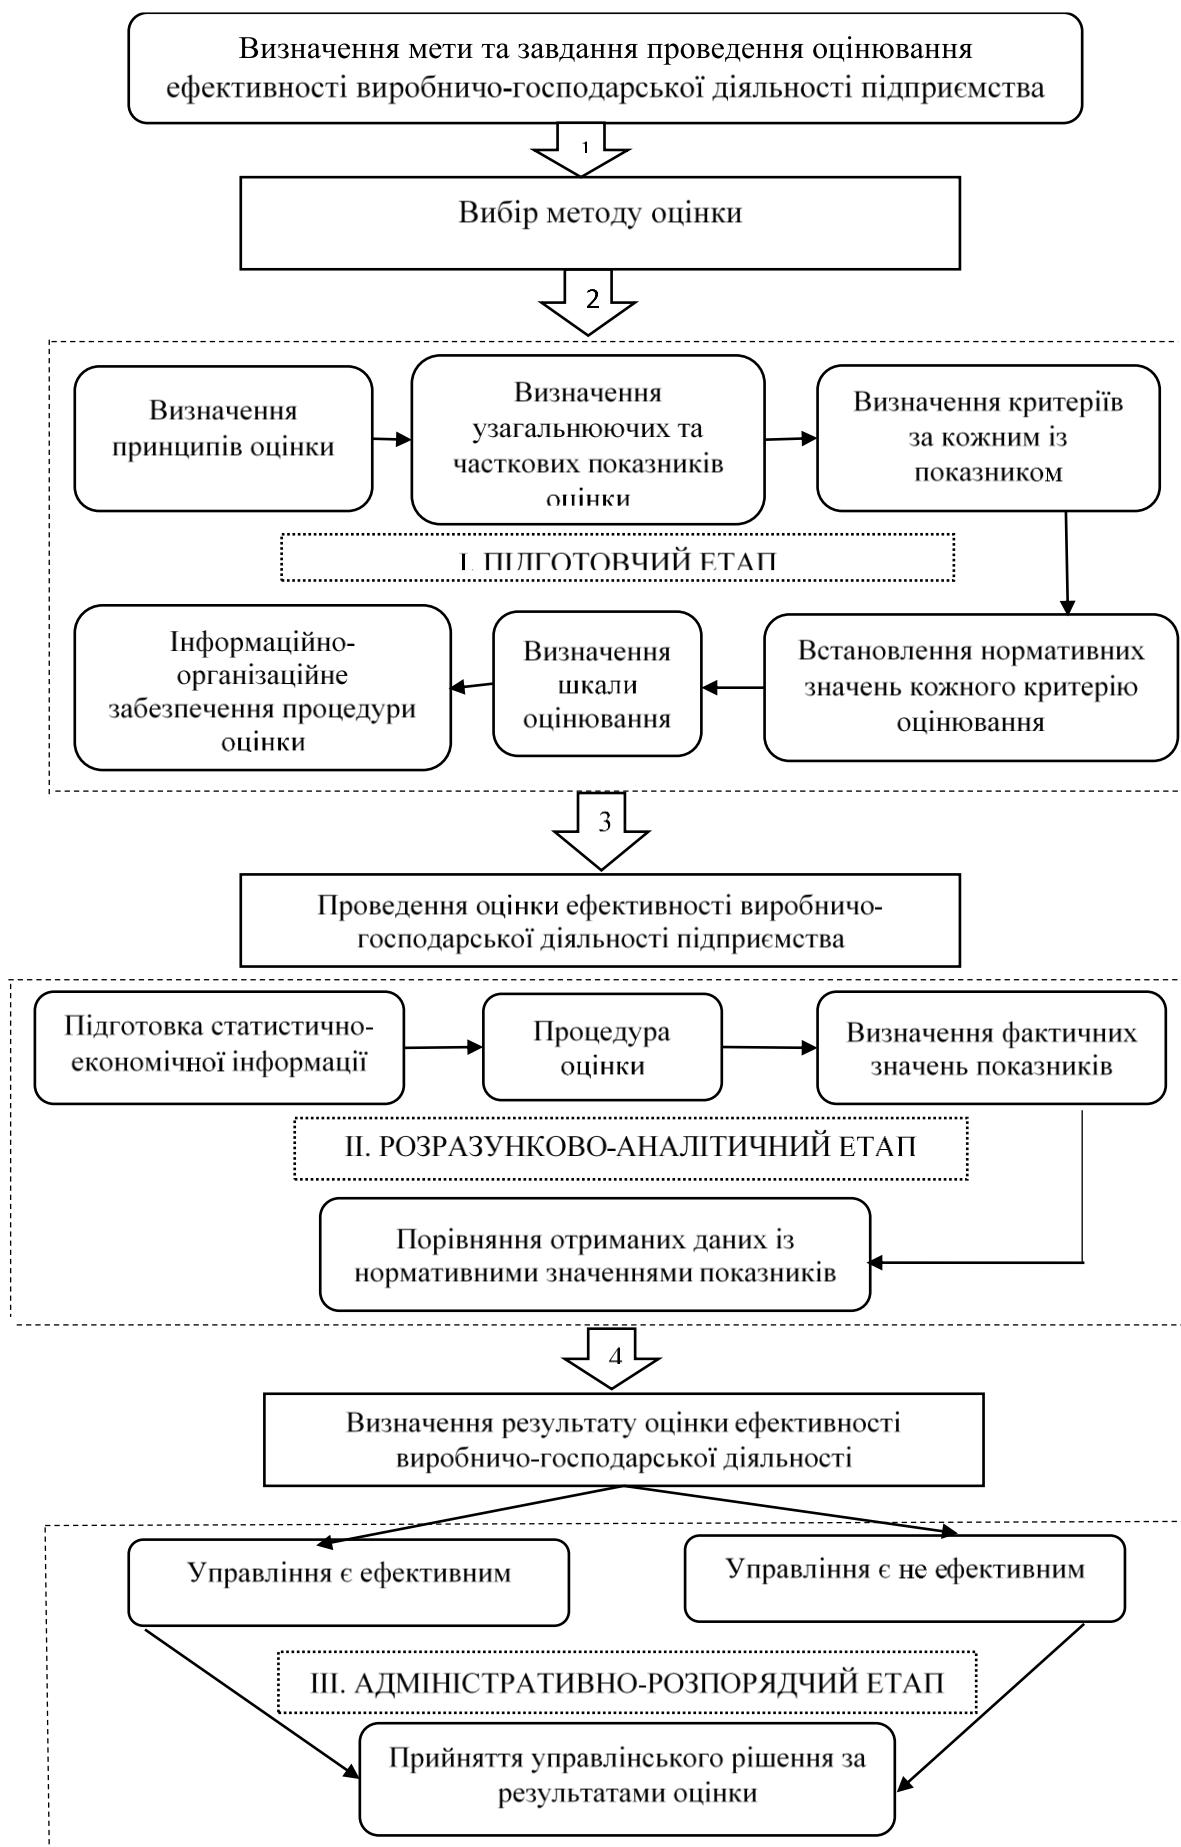 Визначення мети та завдання проведення оцінювання
ефективності виробничо-господарської діяльності підприємства
1
Вибір методу оцінки
2
Визначення
принципів оцінки
Визначення
узагальнюючих та
часткових показників
оцінки
Визначення критеріїв
за кожним із
показником
І. ПІДГОТОВЧИЙ ЕТАП
Інформаційно-
організаційне
забезпечення процедури
оцінки
Визначення
шкали
оцінювання
Встановлення нормативних
значень кожного критерію
оцінювання
3
Проведення оцінки ефективності виробничо-
господарської діяльності підприємства
Підготовка статистично-
економічної інформації
Процедура
оцінки
Визначення фактичних
значень показників
ІІ. РОЗРАЗУНКОВО-АНАЛІТИЧНИЙ ЕТАП
Порівняння отриманих даних із
нормативними значеннями показників
4
Визначення результату оцінки ефективності
виробничо-господарської діяльності
Управління є ефективним
Управління є не ефективним
ІІІ. АДМІНІСТРАТИВНО-РОЗПОРЯДЧИЙ ЕТАП
Прийняття управлінського рішення за
результатами оцінки